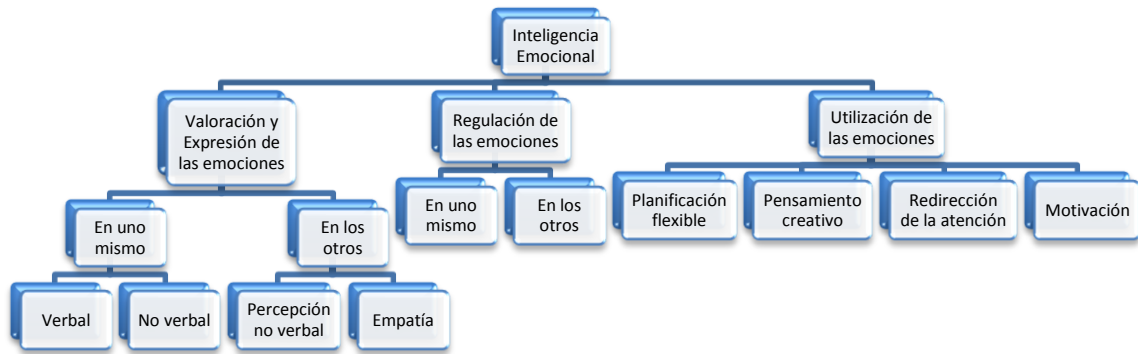 Inteligencia
Emocional
Valoración y
Expresión de
las emociones
Regulación de
las emociones
Utilización de
las emociones
En uno
mismo
En los
otros
En uno
mismo
En los
otros
Planificación
flexible
Pensamiento
creativo
Redirección
de la atención
Motivación
Verbal
No verbal
Percepción
no verbal
Empatía